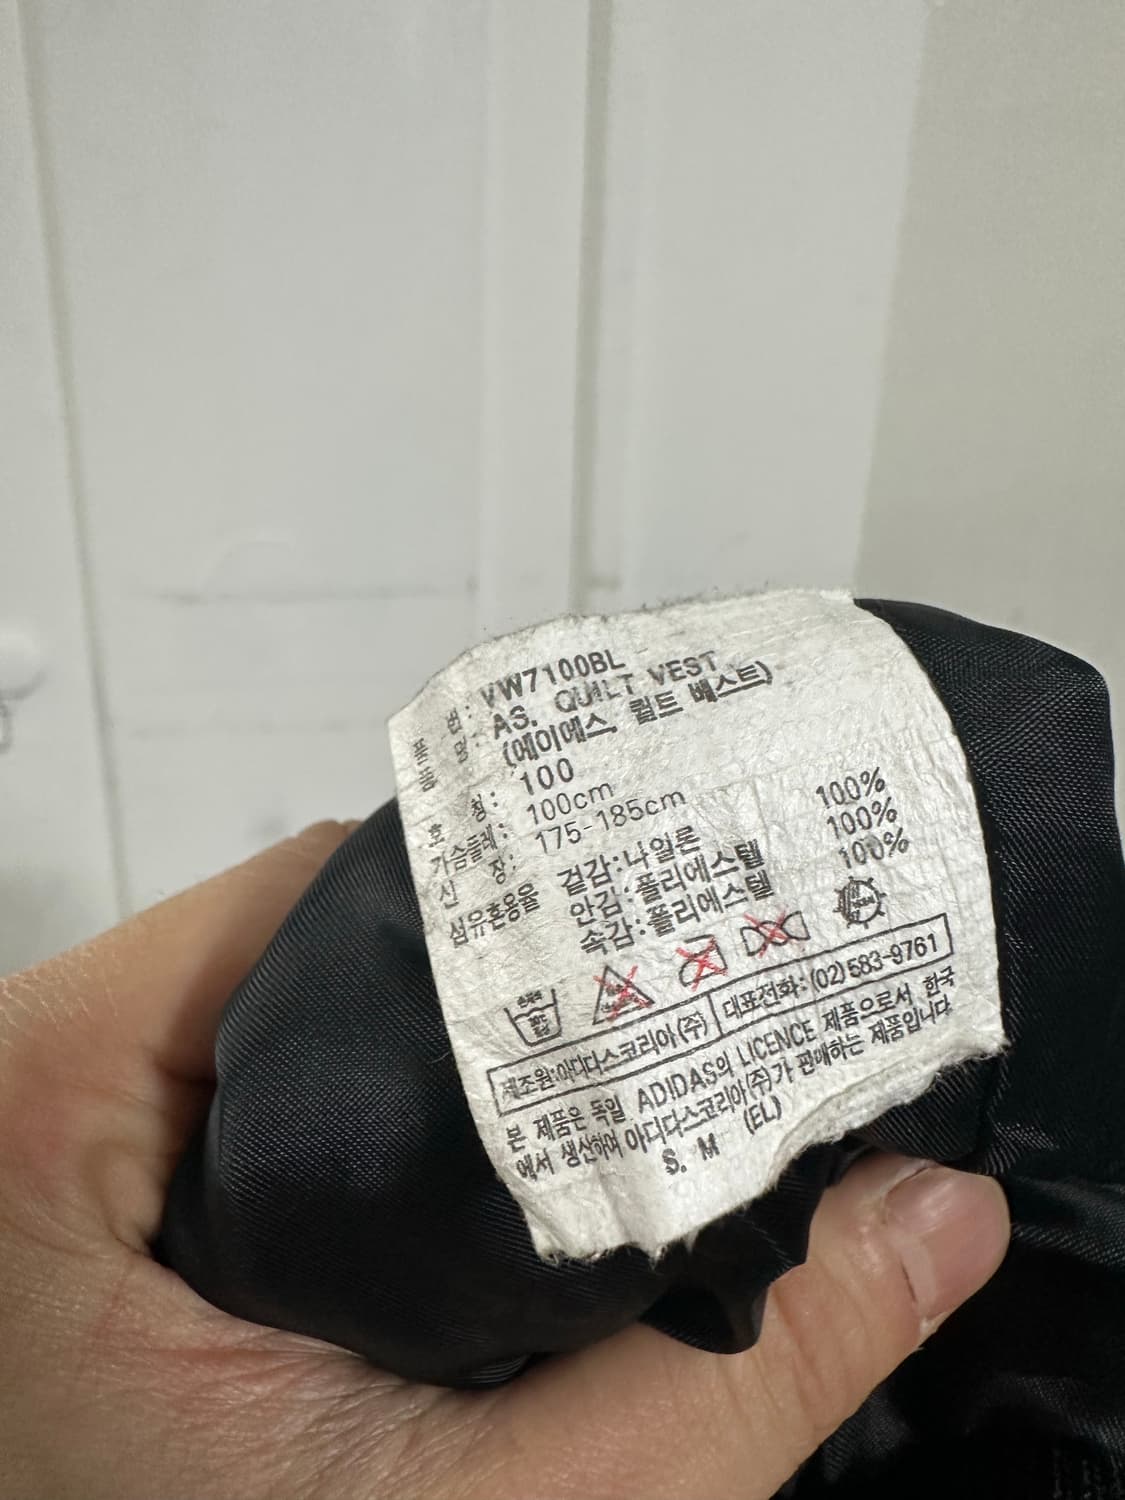 품 번: VW7100BL
품 명: AS. QUILT VEST
(에이에스, 퀼트 베스트)
호 칭: 100
가슴둘레: 100cm
신 장: 175-185cm
섬유혼용율 겉감:나일론 100%
안감:폴리에스텔 100%
속감:폴리에스텔 100%
제조원:아디다스코리아(주) 대표전화:(02)583-9761
본 제품은 독일 ADIDAS의 LICENCE 제품으로서 한국
에서 생산하여 아디다스코리아(주)가 판매하는 제품입니다.
S. M (EL)